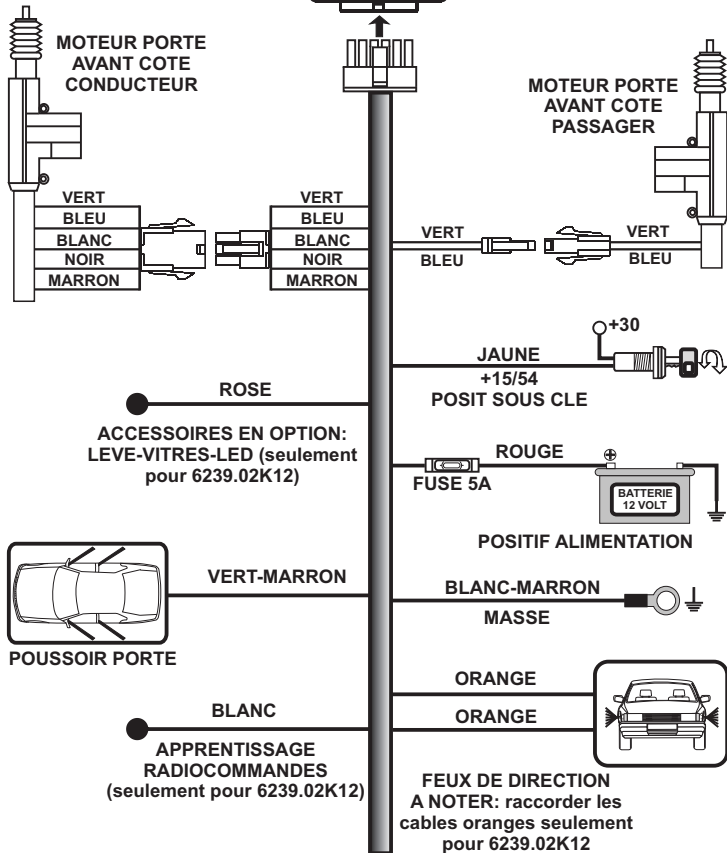 MOTEUR PORTE
AVANT COTE
CONDUCTEUR
MOTEUR PORTE
AVANT COTE
PASSAGER
VERT
BLEU
BLANC
NOIR
MARRON
VERT
BLEU
BLANC
NOIR
MARRON
VERT
BLEU
VERT
BLEU
+30
JAUNE
+15/54
POSIT SOUS CLE
ROSE
ACCESSOIRES EN OPTION:
LEVE-VITRES-LED (seulement
pour 6239.02K12)
ROUGE
FUSE 5A
BATTERIE
12 VOLT
POSITIF ALIMENTATION
VERT-MARRON
POUSSOIR PORTE
BLANC-MARRON
MASSE
ORANGE
ORANGE
BLANC
APPRENTISSAGE
RADIOCOMMANDES
(seulement pour 6239.02K12)
FEUX DE DIRECTION
A NOTER: raccorder les
cables oranges seulement
pour 6239.02K12